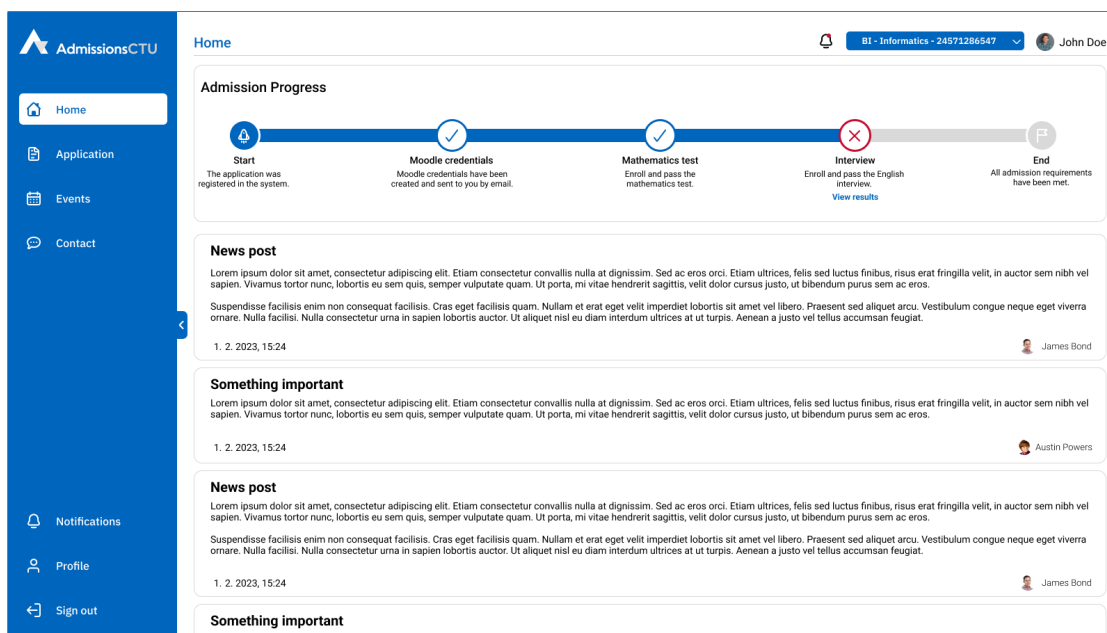 AdmissionsCTU
Home
Application
Events
Contact
Notifications
Profile
Sign out
Home
BI - Informatics - 24571286547
John Doe
Admission Progress
Start
The application was
registered in the system.
Moodle credentials
Moodle credentials have been
created and sent to you by email.
Mathematics test
Enroll and pass the
mathematics test.
Interview
Enroll and pass the English
interview.
View results
End
All admission requirements
have been met.
News post
Lorem ipsum dolor sit amet, consectetur adipiscing elit. Etiam consectetur convallis nulla at dignissim. Sed ac eros orci. Etiam ultrices, felis sed luctus finibus, risus erat fringilla velit, in auctor sem nibh vel
sapien. Vivamus tortor nunc, lobortis eu sem quis, semper vulputate quam. Ut porta, mi vitae hendrerit sagittis, velit dolor cursus justo, ut bibendum purus sem ac eros.
Suspendisse facilisis enim non consequat facilisis. Cras eget facilisis quam. Nullam et erat eget velit imperdiet lobortis sit amet vel libero. Praesent sed aliquet arcu. Vestibulum congue neque eget viverra
ornare. Nulla facilisi. Nulla consectetur urna in sapien lobortis auctor. Ut aliquet nisl eu diam interdum ultrices at ut turpis. Aenean a justo vel tellus accumsan feugiat.
1. 2. 2023, 15:24
James Bond
Something important
Lorem ipsum dolor sit amet, consectetur adipiscing elit. Etiam consectetur convallis nulla at dignissim. Sed ac eros orci. Etiam ultrices, felis sed luctus finibus, risus erat fringilla velit, in auctor sem nibh vel
sapien. Vivamus tortor nunc, lobortis eu sem quis, semper vulputate quam. Ut porta, mi vitae hendrerit sagittis, velit dolor cursus justo, ut bibendum purus sem ac eros.
1. 2. 2023, 15:24
Austin Powers
News post
Lorem ipsum dolor sit amet, consectetur adipiscing elit. Etiam consectetur convallis nulla at dignissim. Sed ac eros orci. Etiam ultrices, felis sed luctus finibus, risus erat fringilla velit, in auctor sem nibh vel
sapien. Vivamus tortor nunc, lobortis eu sem quis, semper vulputate quam. Ut porta, mi vitae hendrerit sagittis, velit dolor cursus justo, ut bibendum purus sem ac eros.
Suspendisse facilisis enim non consequat facilisis. Cras eget facilisis quam. Nullam et erat eget velit imperdiet lobortis sit amet vel libero. Praesent sed aliquet arcu. Vestibulum congue neque eget viverra
ornare. Nulla facilisi. Nulla consectetur urna in sapien lobortis auctor. Ut aliquet nisl eu diam interdum ultrices at ut turpis. Aenean a justo vel tellus accumsan feugiat.
1. 2. 2023, 15:24
James Bond
Something important